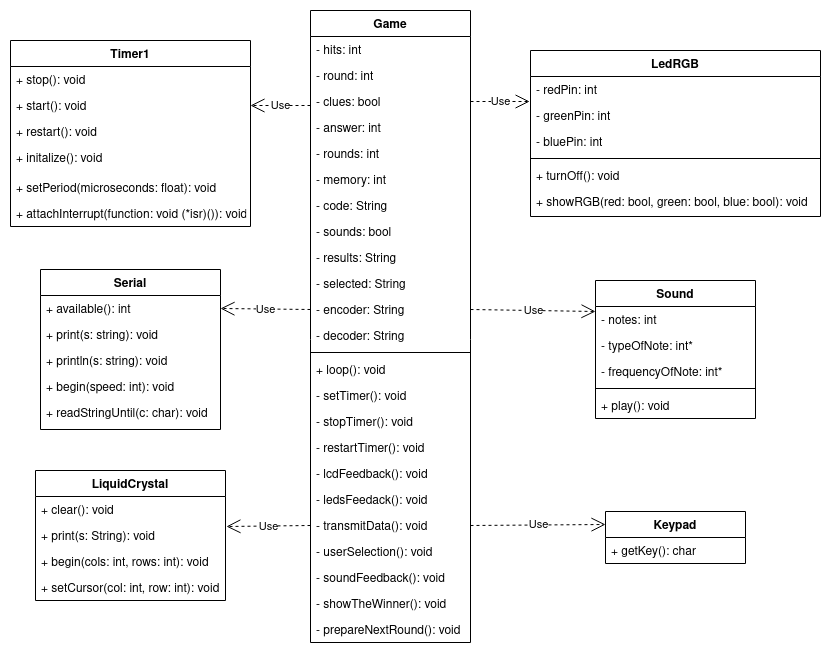 Timer1
+ stop(): void
+ start(): void
+ restart(): void
+ initalize(): void
+ setPeriod(microseconds: float): void
+ attachInterrupt(function: void (*isr)()): void
Use
Serial
+ available(): int
+ print(s: string): void
+ println(s: string): void
+ begin(speed: int): void
+ readStringUntil(c: char): void
Use
LiquidCrystal
+ clear(): void
+ print(s: String): void
+ begin(cols: int, rows: int): void
+ setCursor(col: int, row: int): void
Use
Game
- hits: int
- round: int
- clues: bool
- answer: int
- rounds: int
- memory: int
- code: String
- sounds: bool
- results: String
- selected: String
- encoder: String
- decoder: String
+ loop(): void
- setTimer(): void
- stopTimer(): void
- restartTimer(): void
- lcdFeedback(): void
- ledsFeedack(): void
- transmitData(): void
- userSelection(): void
- soundFeedback(): void
- showTheWinner(): void
- prepareNextRound(): void
Use
LedRGB
- redPin: int
- greenPin: int
- bluePin: int
+ turnOff(): void
+ showRGB(red: bool, green: bool, blue: bool): void
Use
Sound
- notes: int
- typeOfNote: int*
- frequencyOfNote: int*
+ play(): void
Use
Keypad
+ getKey(): char